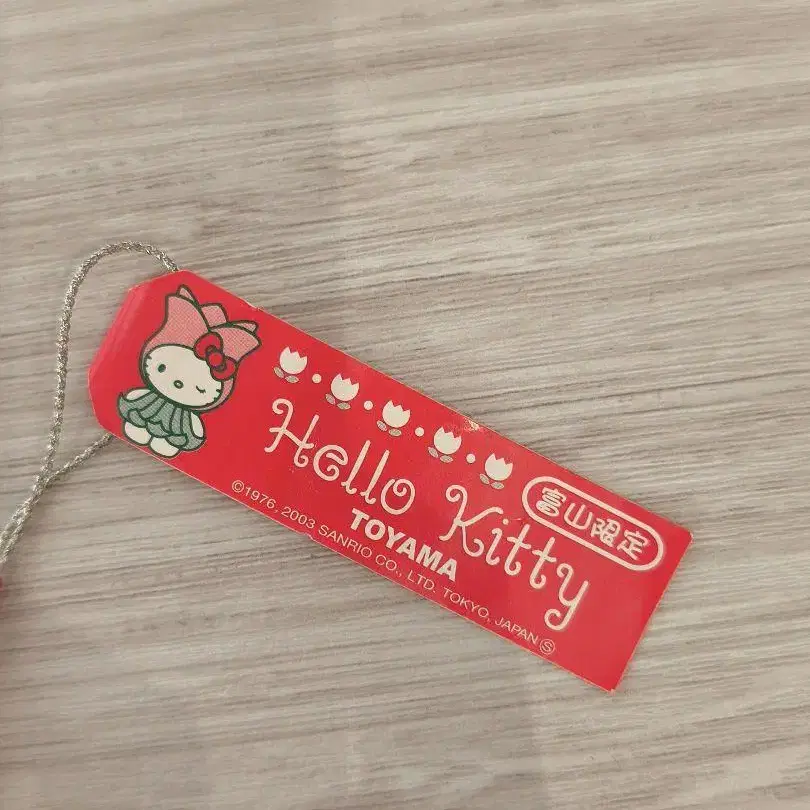 Hello Kitty
富山限定
TOYAMA
©1976, 2003 SANRIO CO., LTD. TOKYO, JAPAN Ⓢ